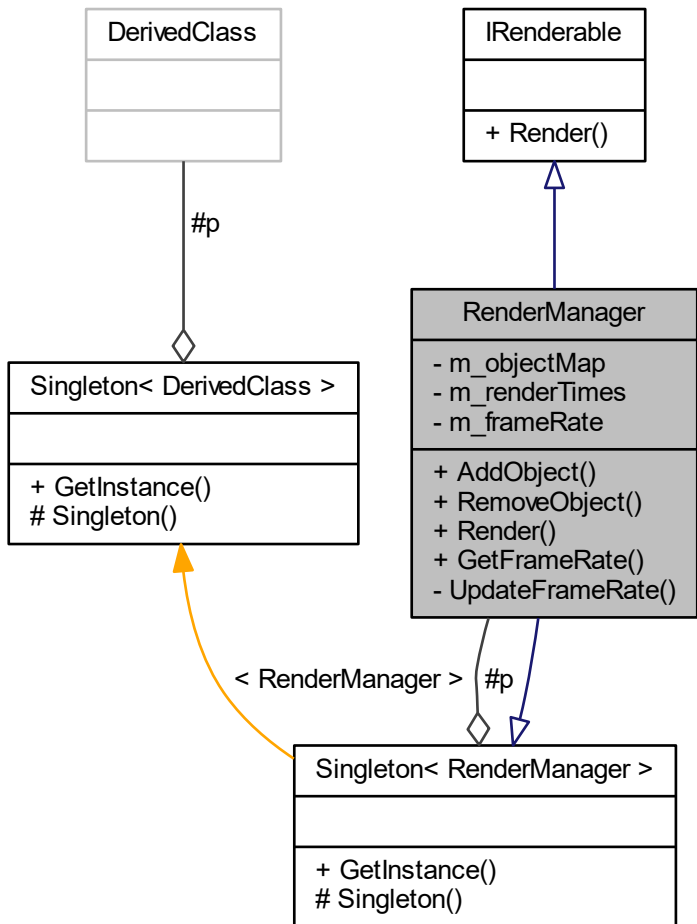 DerivedClass
IRenderable
+ Render()
#p
RenderManager
- m_objectMap
- m_renderTimes
- m_frameRate
+ AddObject()
+ RemoveObject()
+ Render()
+ GetFrameRate()
- UpdateFrameRate()
Singleton< DerivedClass >
+ GetInstance()
# Singleton()
< RenderManager >
#p
Singleton< RenderManager >
+ GetInstance()
# Singleton()